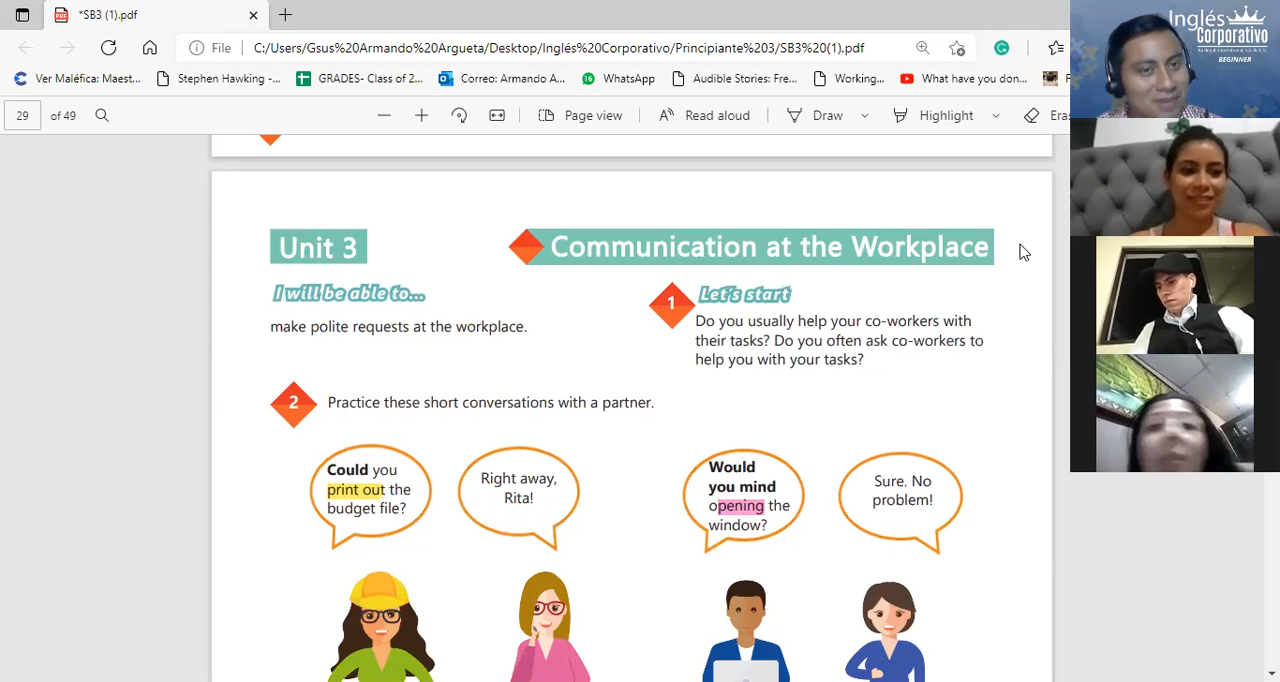 *SB3 (1).pdf
File
C:/Users/Gsus%20Armando%20Argueta/Desktop/Inglés%20Corporativo/Principiante%203/SB3%20(1).pdf
Ver Maléfica: Maest...
Stephen Hawking -...
GRADES- Class of 2...
Correo: Armando A...
16
WhatsApp
Audible Stories: Fre...
Working...
What have you don...
29 of 49
Page view
Read aloud
Draw
Highlight
Eras
Inglés
Corporativo
BEGINNER
Unit 3
Communication at the Workplace
I will be able to...
make polite requests at the workplace.
1
Let's start
Do you usually help your co-workers with
their tasks? Do you often ask co-workers to
help you with your tasks?
2
Practice these short conversations with a partner.
Could you
print out the
budget file?
Right away,
Rita!
Would
you mind
opening the
window?
Sure. No
problem!